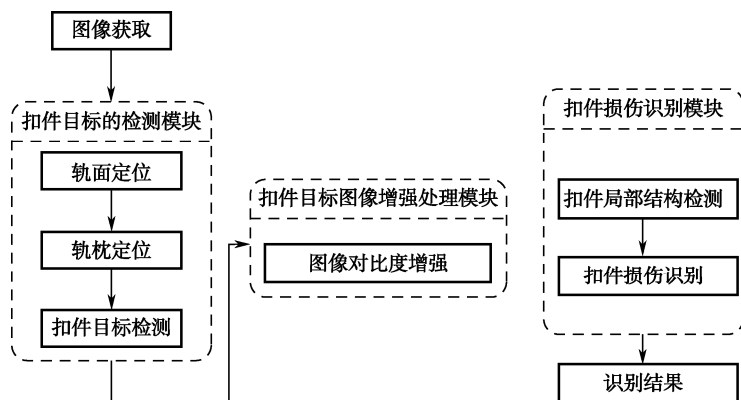 图像获取
扣件目标的检测模块
轨面定位
轨枕定位
扣件目标检测
扣件目标图像增强处理模块
图像对比度增强
扣件损伤识别模块
扣件局部结构检测
扣件损伤识别
识别结果